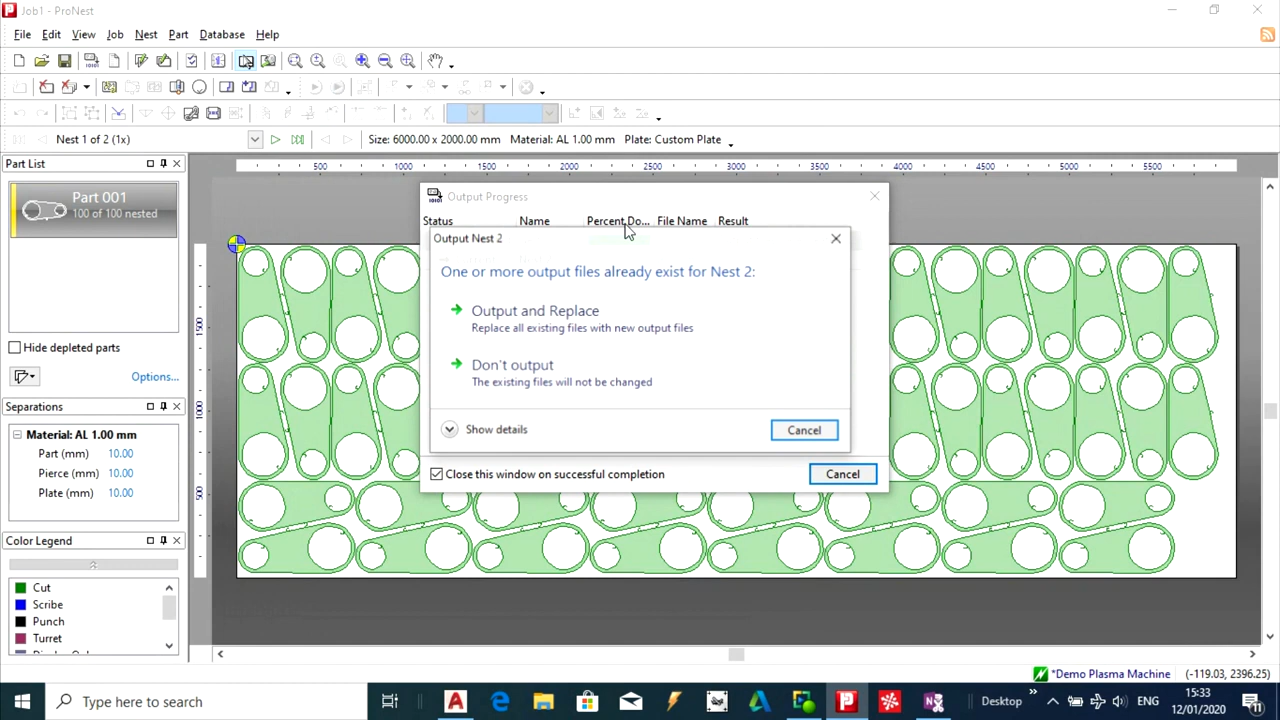 Job1 - ProNest
File Edit View Job Nest Part Database Help
Nest 1 of 2 (1x)
Size: 6000.00 x 2000.00 mm Material: AL 1.00 mm Plate: Custom Plate
Part List
Part 001
100 of 100 nested
Hide depleted parts
Options...
Separations
Material: AL 1.00 mm
Part (mm) 10.00
Pierce (mm) 10.00
Plate (mm) 10.00
Color Legend
Cut
Scribe
Punch
Turret
500 1000 1500 2000 2500 3000 3500 4000 4500 5000 5500
1500
1000
500
Output Progress
Status Name Percent Do... File Name Result
Output Nest 2
One or more output files already exist for Nest 2:
Output and Replace
Replace all existing files with new output files
Don't output
The existing files will not be changed
Show details
Cancel
Close this window on successful completion
Cancel
*Demo Plasma Machine (-119.03, 2396.25)
Type here to search
Desktop
ENG
15:33
12/01/2020
11